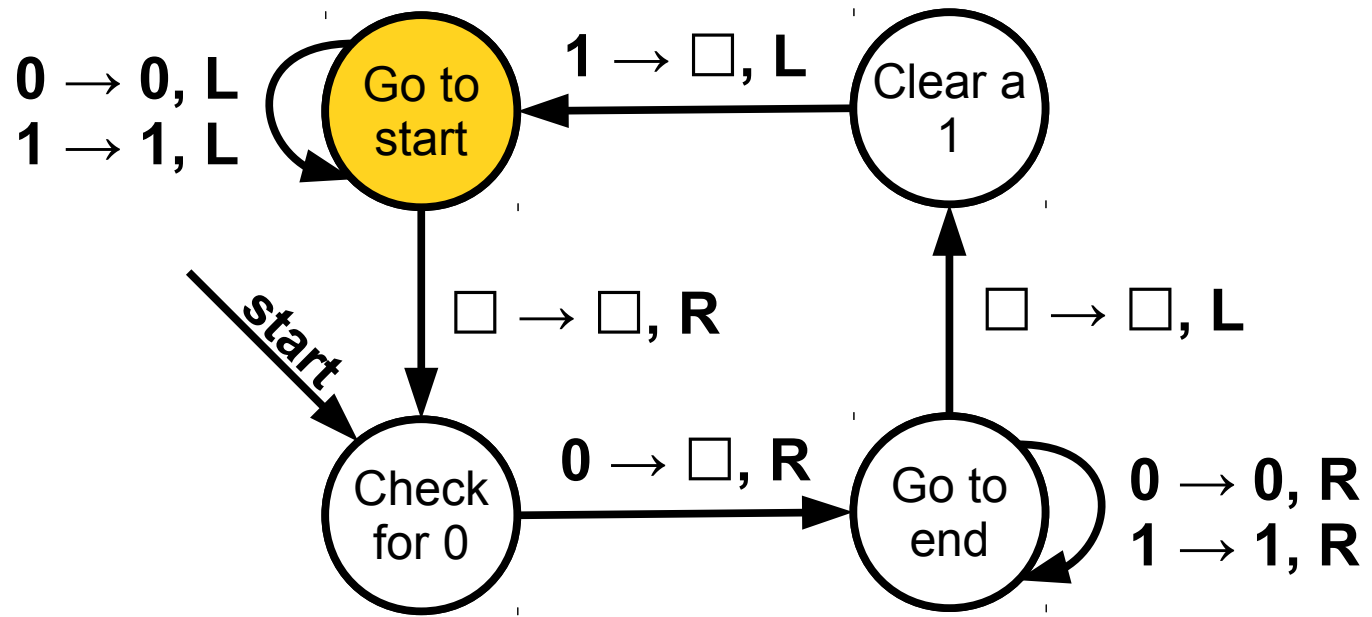 0 → 0, L
1 → 1, L
Go to
start
1 → □, L
Clear a
1
□ → □, R
start
□ → □, L
Check
for 0
0 → □, R
Go to
end
0 → 0, R
1 → 1, R